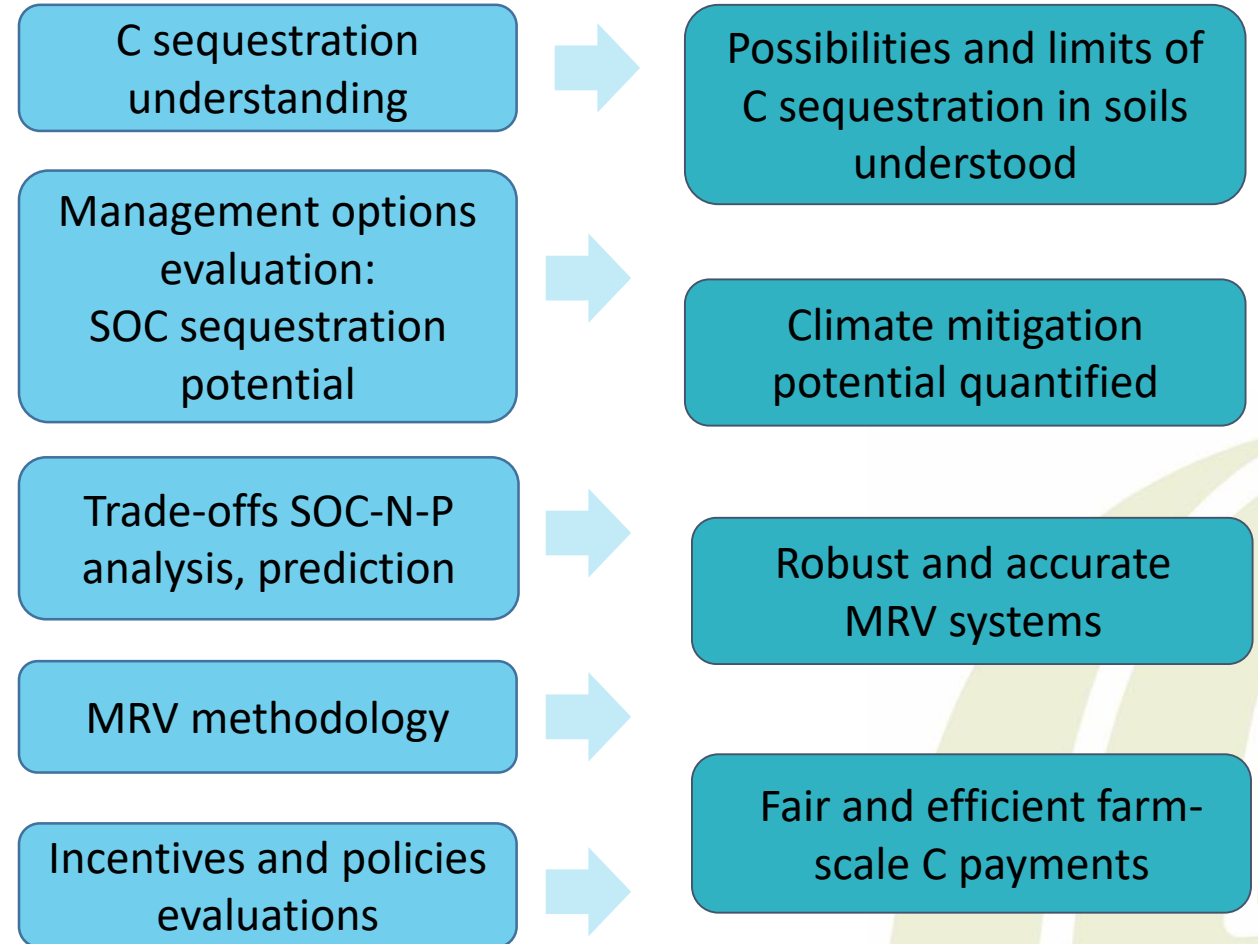 C sequestration
understanding
Possibilities and limits of
C sequestration in soils
understood
Management options
evaluation:
SOC sequestration
potential
Climate mitigation
potential quantified
Trade-offs SOC-N-P
analysis, prediction
Robust and accurate
MRV systems
MRV methodology
Fair and efficient farm-
scale C payments
Incentives and policies
evaluations